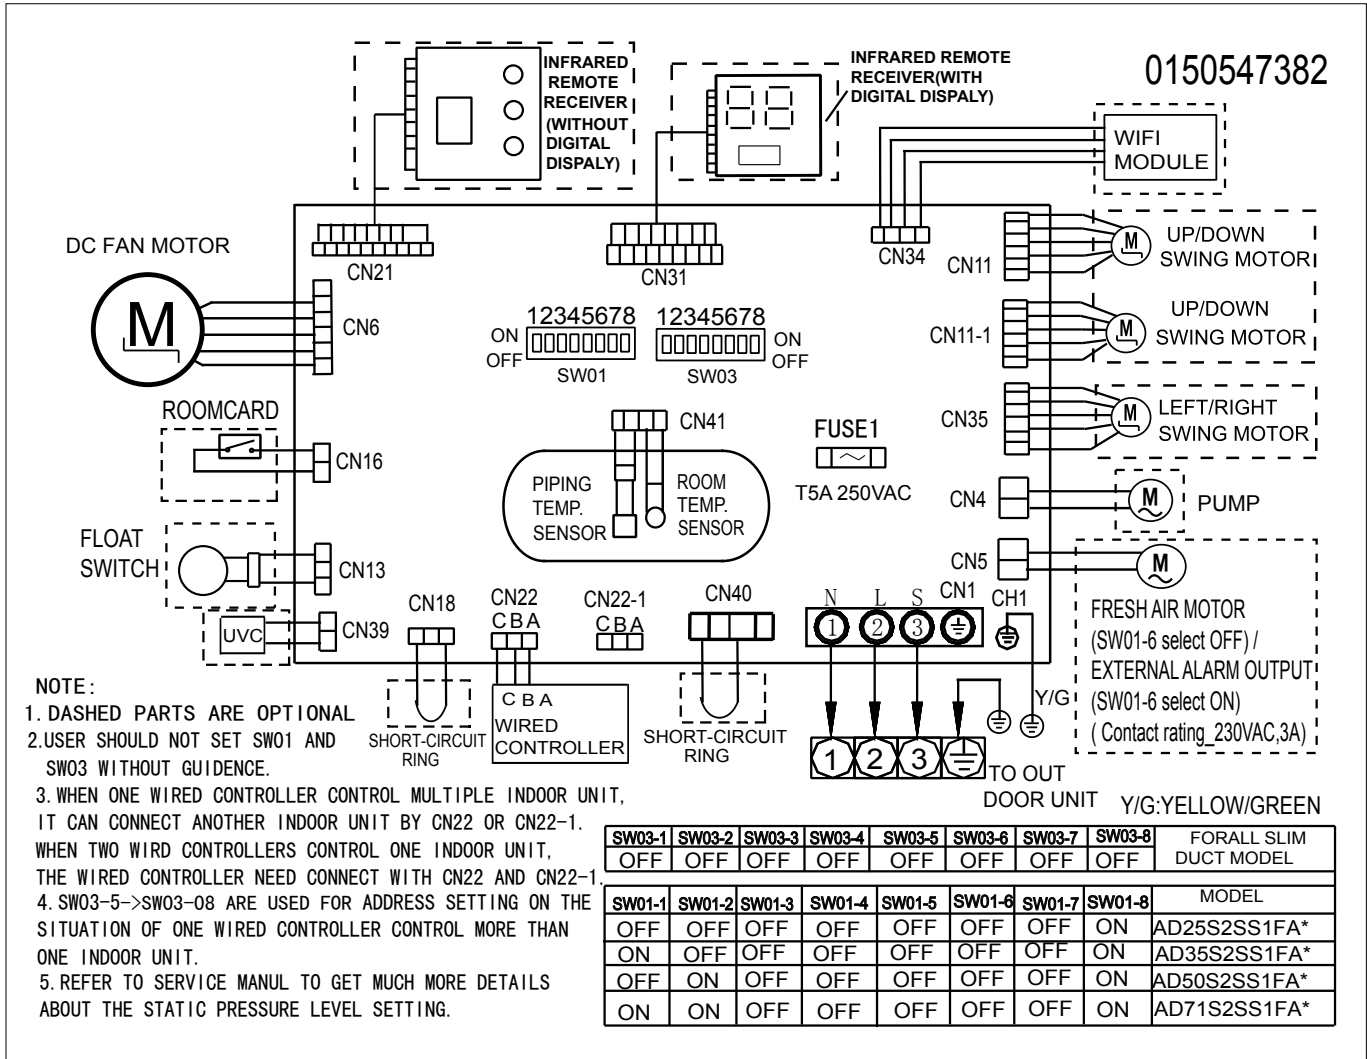 0150547382
INFRARED
REMOTE
RECEIVER
(WITHOUT
DIGITAL
DISPALY)
INFRARED REMOTE
RECEIVER(WITH
DIGITAL DISPALY)
WIFI
MODULE
CN21
CN31
CN34
DC FAN MOTOR
M
CN6
CN11
M
UP/DOWN
SWING MOTOR
CN11-1
M
UP/DOWN
SWING MOTOR
12345678
ON
OFF
SW01
12345678
ON
OFF
SW03
ROOMCARD
CN16
CN41
PIPING
TEMP.
SENSOR
ROOM
TEMP.
SENSOR
FUSE1
T5A 250VAC
CN35
M
LEFT/RIGHT
SWING MOTOR
CN4
M
PUMP
FLOAT
SWITCH
CN13
CN5
M
FRESH AIR MOTOR
(SW01-6 select OFF) /
EXTERNAL ALARM OUTPUT
(SW01-6 select ON)
( Contact rating_230VAC,3A)
UVC
CN39
CN18
SHORT-CIRCUIT
RING
CN22
C B A
C B A
WIRED
CONTROLLER
CN22-1
C B A
CN40
SHORT-CIRCUIT
RING
N L S CN1 CH1
1 2 3
Y/G
1 2 3
TO OUT
DOOR UNIT
Y/G:YELLOW/GREEN
NOTE:
1. DASHED PARTS ARE OPTIONAL
2.USER SHOULD NOT SET SW01 AND
SW03 WITHOUT GUIDENCE.
3. WHEN ONE WIRED CONTROLLER CONTROL MULTIPLE INDOOR UNIT,
IT CAN CONNECT ANOTHER INDOOR UNIT BY CN22 OR CN22-1.
WHEN TWO WIRD CONTROLLERS CONTROL ONE INDOOR UNIT,
THE WIRED CONTROLLER NEED CONNECT WITH CN22 AND CN22-1.
4. SW03-5->SW03-08 ARE USED FOR ADDRESS SETTING ON THE
SITUATION OF ONE WIRED CONTROLLER CONTROL MORE THAN
ONE INDOOR UNIT.
5. REFER TO SERVICE MANUL TO GET MUCH MORE DETAILS
ABOUT THE STATIC PRESSURE LEVEL SETTING.
SW03-1 SW03-2 SW03-3 SW03-4 SW03-5 SW03-6 SW03-7 SW03-8 FORALL SLIM
OFF OFF OFF OFF OFF OFF OFF OFF DUCT MODEL
SW01-1 SW01-2 SW01-3 SW01-4 SW01-5 SW01-6 SW01-7 SW01-8 MODEL
OFF OFF OFF OFF OFF OFF OFF ON AD25S2SS1FA*
ON OFF OFF OFF OFF OFF OFF ON AD35S2SS1FA*
OFF ON OFF OFF OFF OFF OFF ON AD50S2SS1FA*
ON ON OFF OFF OFF OFF OFF ON AD71S2SS1FA*